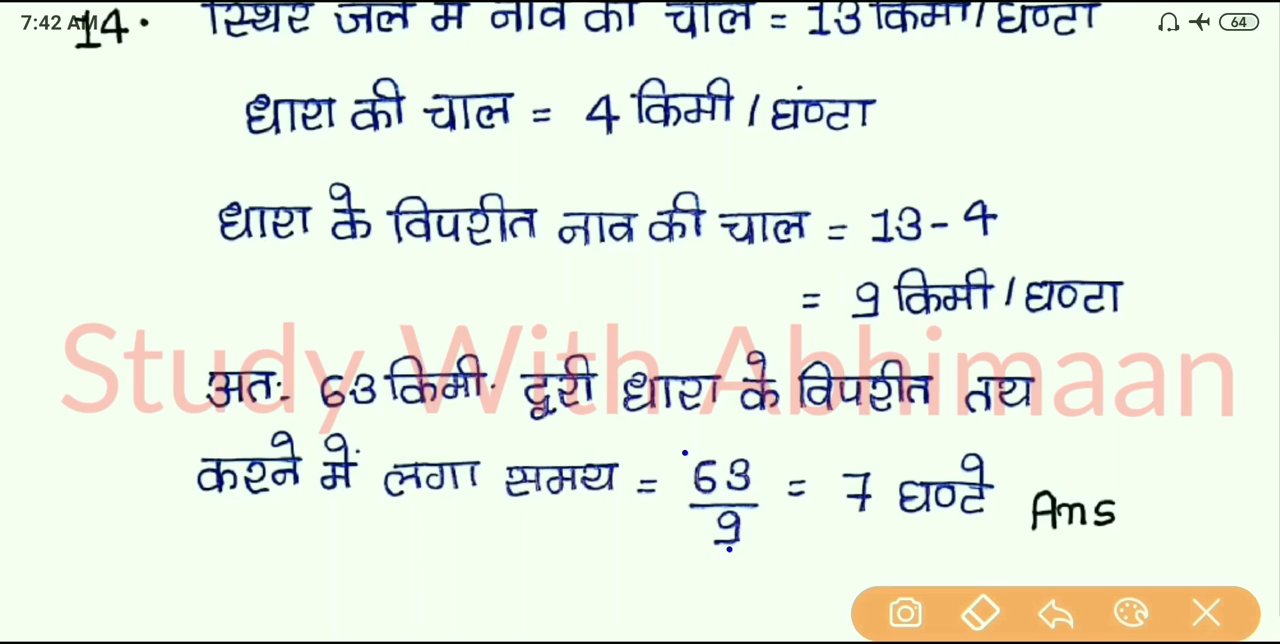 7:42 AM
64
14. स्थिर जल में नाव की चाल = 13 किमी / घण्टा
धारा की चाल = 4 किमी / घंण्टा
धारा के विपरीत नाव की चाल = 13 - 4
= 9 किमी / घण्टा
Study With Abhimaan
अतः 63 किमी. दूरी धारा के विपरीत तय
करने में लगा समय = 63/9 = 7 घण्टे Ans